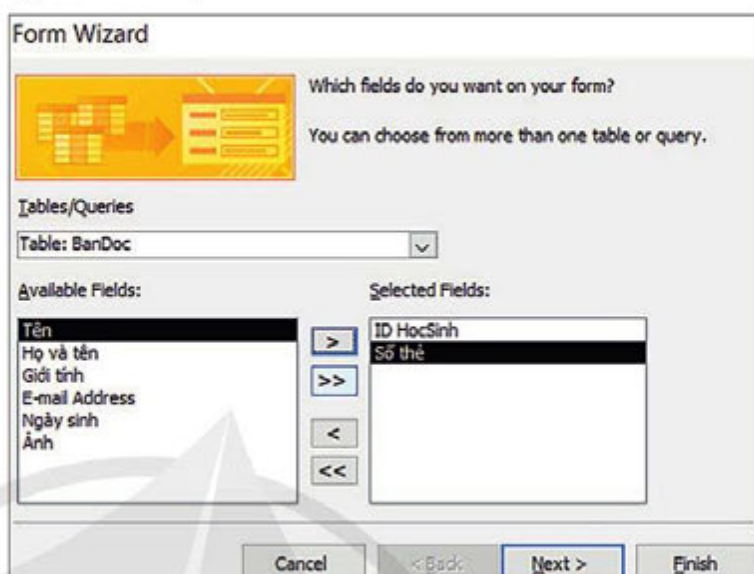 Form Wizard
Which fields do you want on your form?
You can choose from more than one table or query.
Tables/Queries
Table: BanDoc
Available Fields:
Selected Fields:
Tên
Họ và tên
Giới tính
E-mail Address
Ngày sinh
Ảnh
>
>>
<
<<
ID HocSinh
Số thẻ
Cancel
< Back
Next >
Finish